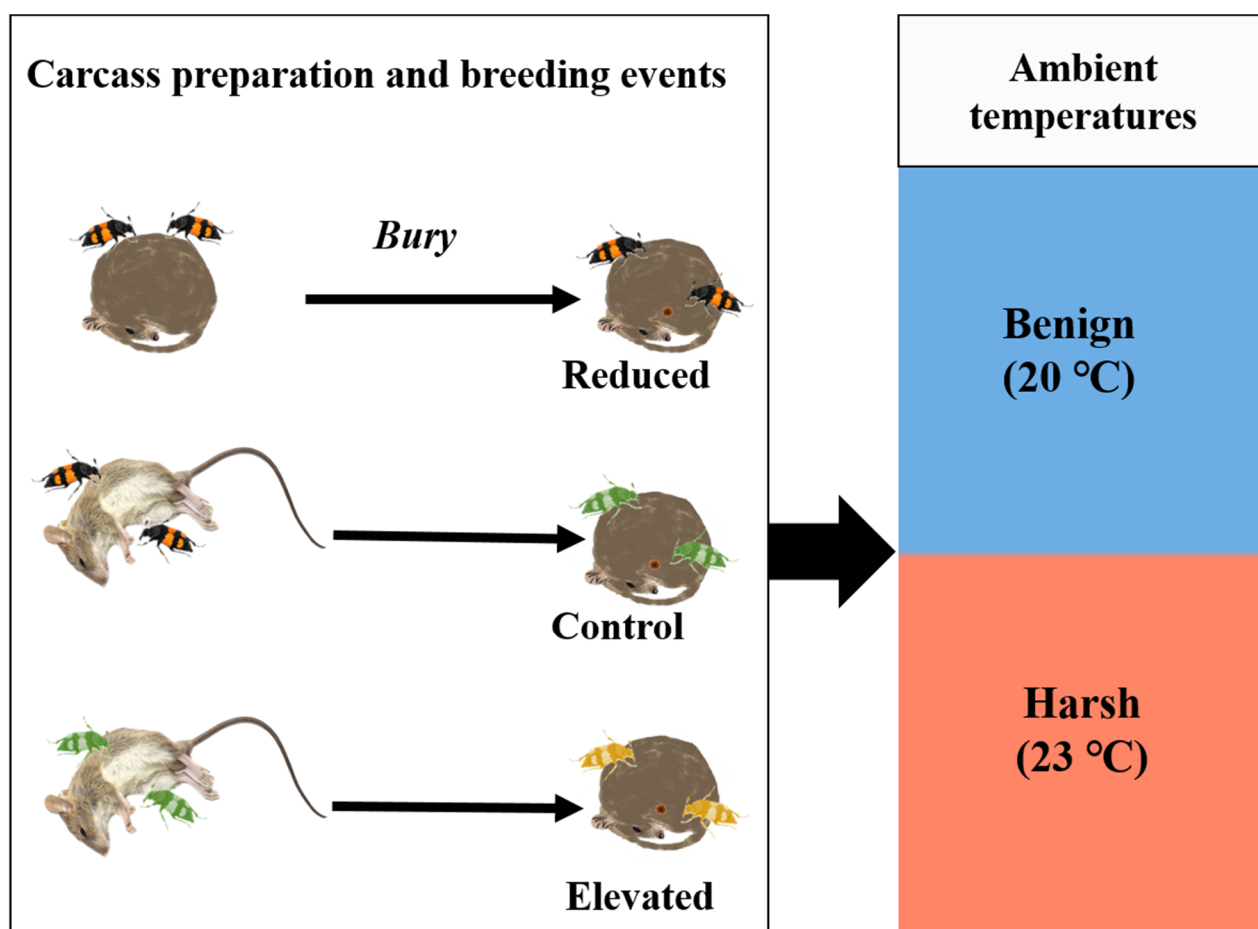 Carcass preparation and breeding events
Bury
Reduced
Control
Elevated
Ambient
temperatures
Benign
(20 ℃)
Harsh
(23 ℃)